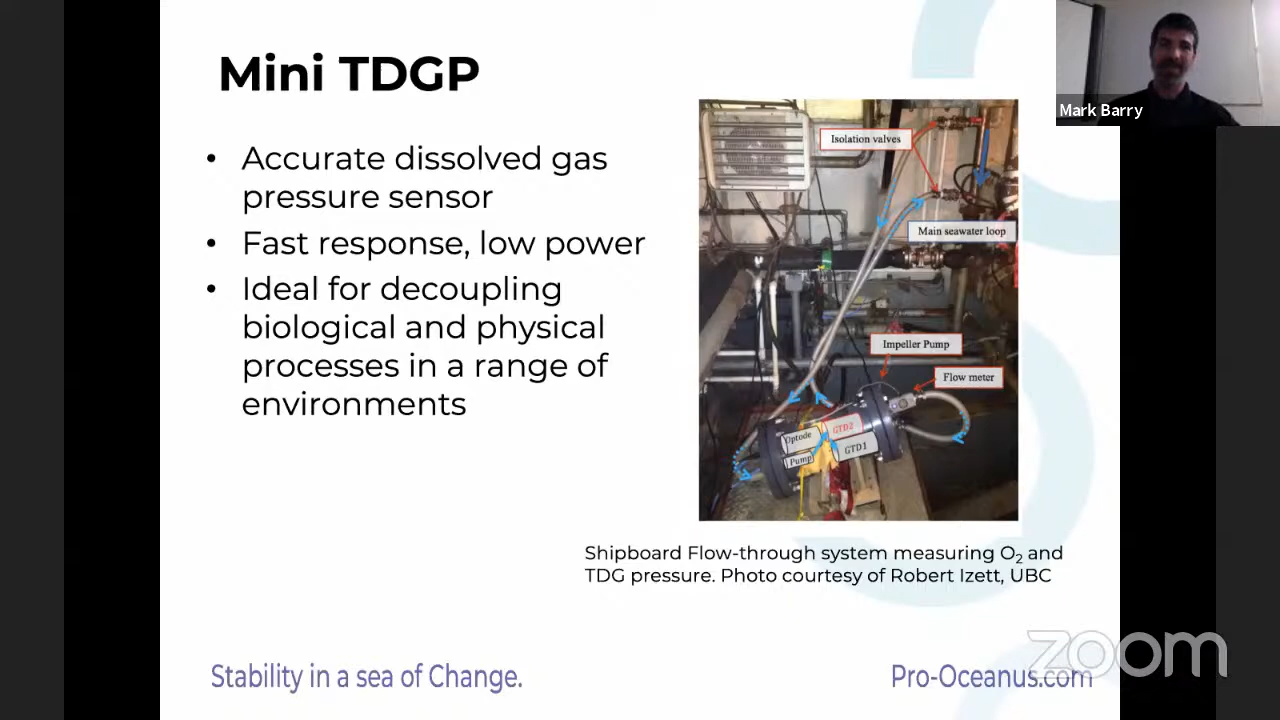 Mini TDGP
• Accurate dissolved gas
pressure sensor
• Fast response, low power
• Ideal for decoupling
biological and physical
processes in a range of
environments
Isolation valves
Main seawater loop
Impeller Pump
Flow meter
Optode
GTD2
Pump
GTD1
Shipboard Flow-through system measuring O₂ and
TDG pressure. Photo courtesy of Robert Izett, UBC
Stability in a sea of Change.
Pro-Oceanus.com
Mark Barry
zoom